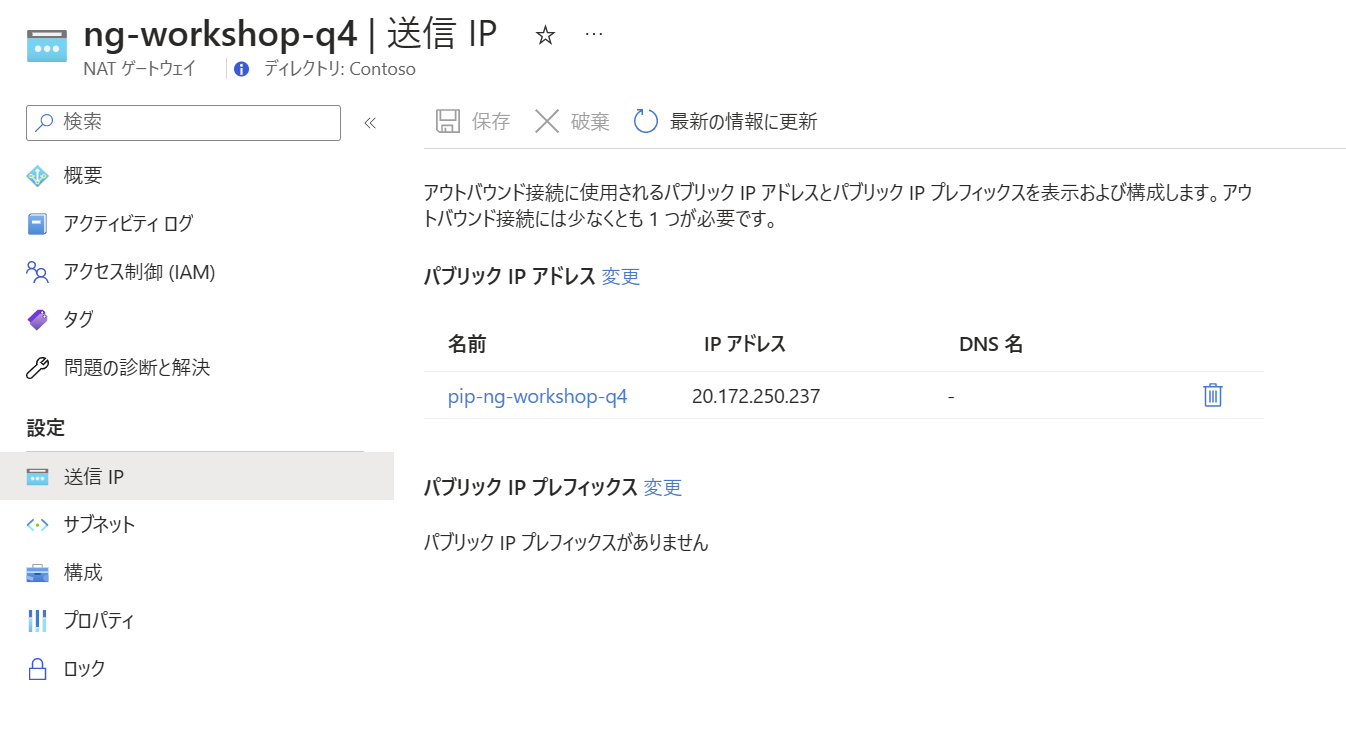 ng-workshop-q4 | 送信 IP
NAT ゲートウェイ
ディレクトリ: Contoso
検索
保存
破棄
最新の情報に更新
概要
アクティビティ ログ
アクセス制御 (IAM)
タグ
問題の診断と解決
設定
送信 IP
サブネット
構成
プロパティ
ロック
アウトバウンド接続に使用されるパブリック IP アドレスとパブリック IP プレフィックスを表示および構成します。アウ
トバウンド接続には少なくとも 1 つが必要です。
パブリック IP アドレス 変更
名前 IP アドレス DNS 名
pip-ng-workshop-q4 20.172.250.237 -
パブリック IP プレフィックス 変更
パブリック IP プレフィックスがありません